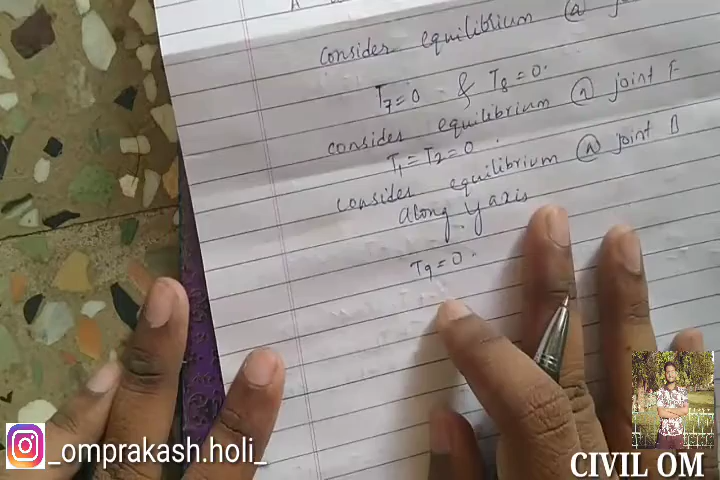 consider equilibrium @
T7=0 & T8=0.
consider equilibrium @ joint F
T1=T2=0.
consider equilibrium @ joint B
along y axis
T9=0.
_omprakash.holi_
CIVIL OM